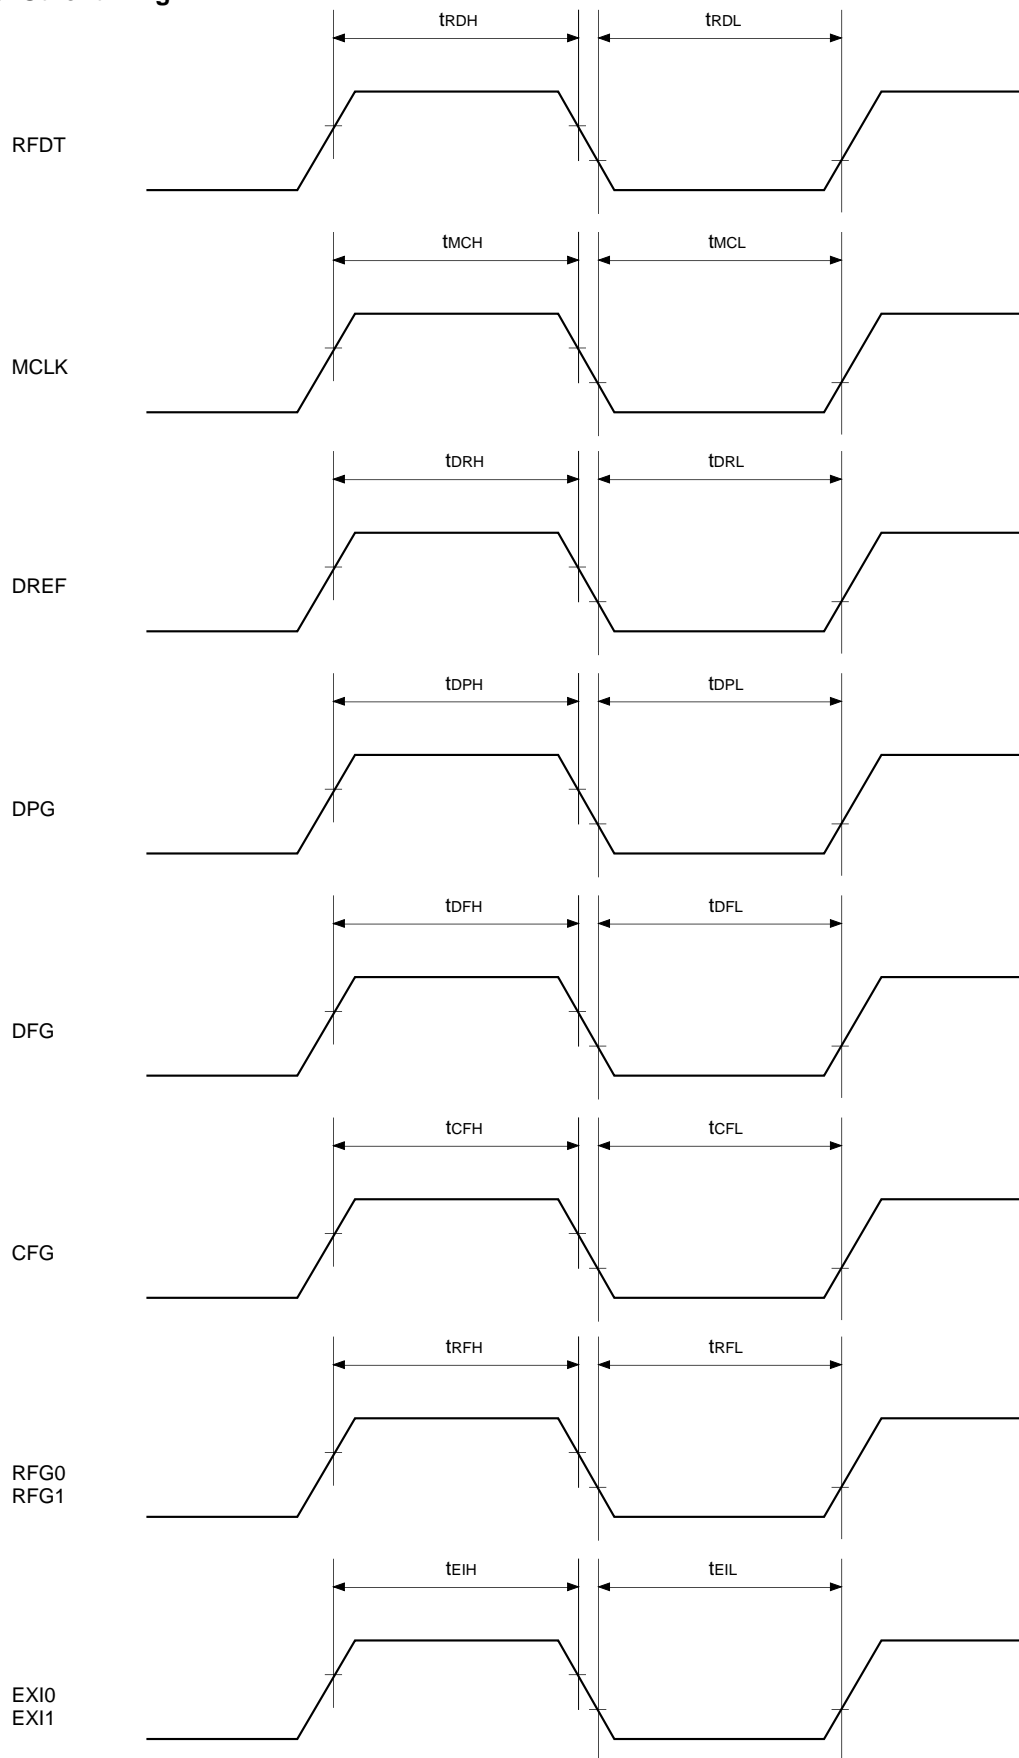 tRDH tRDL
RFDT
tMCH tMCL
MCLK
tDRH tDRL
DREF
tDPH tDPL
DPG
tDFH tDFL
DFG
tCFH tCFL
CFG
tRFH tRFL
RFG0
RFG1
tEIH tEIL
EXI0
EXI1